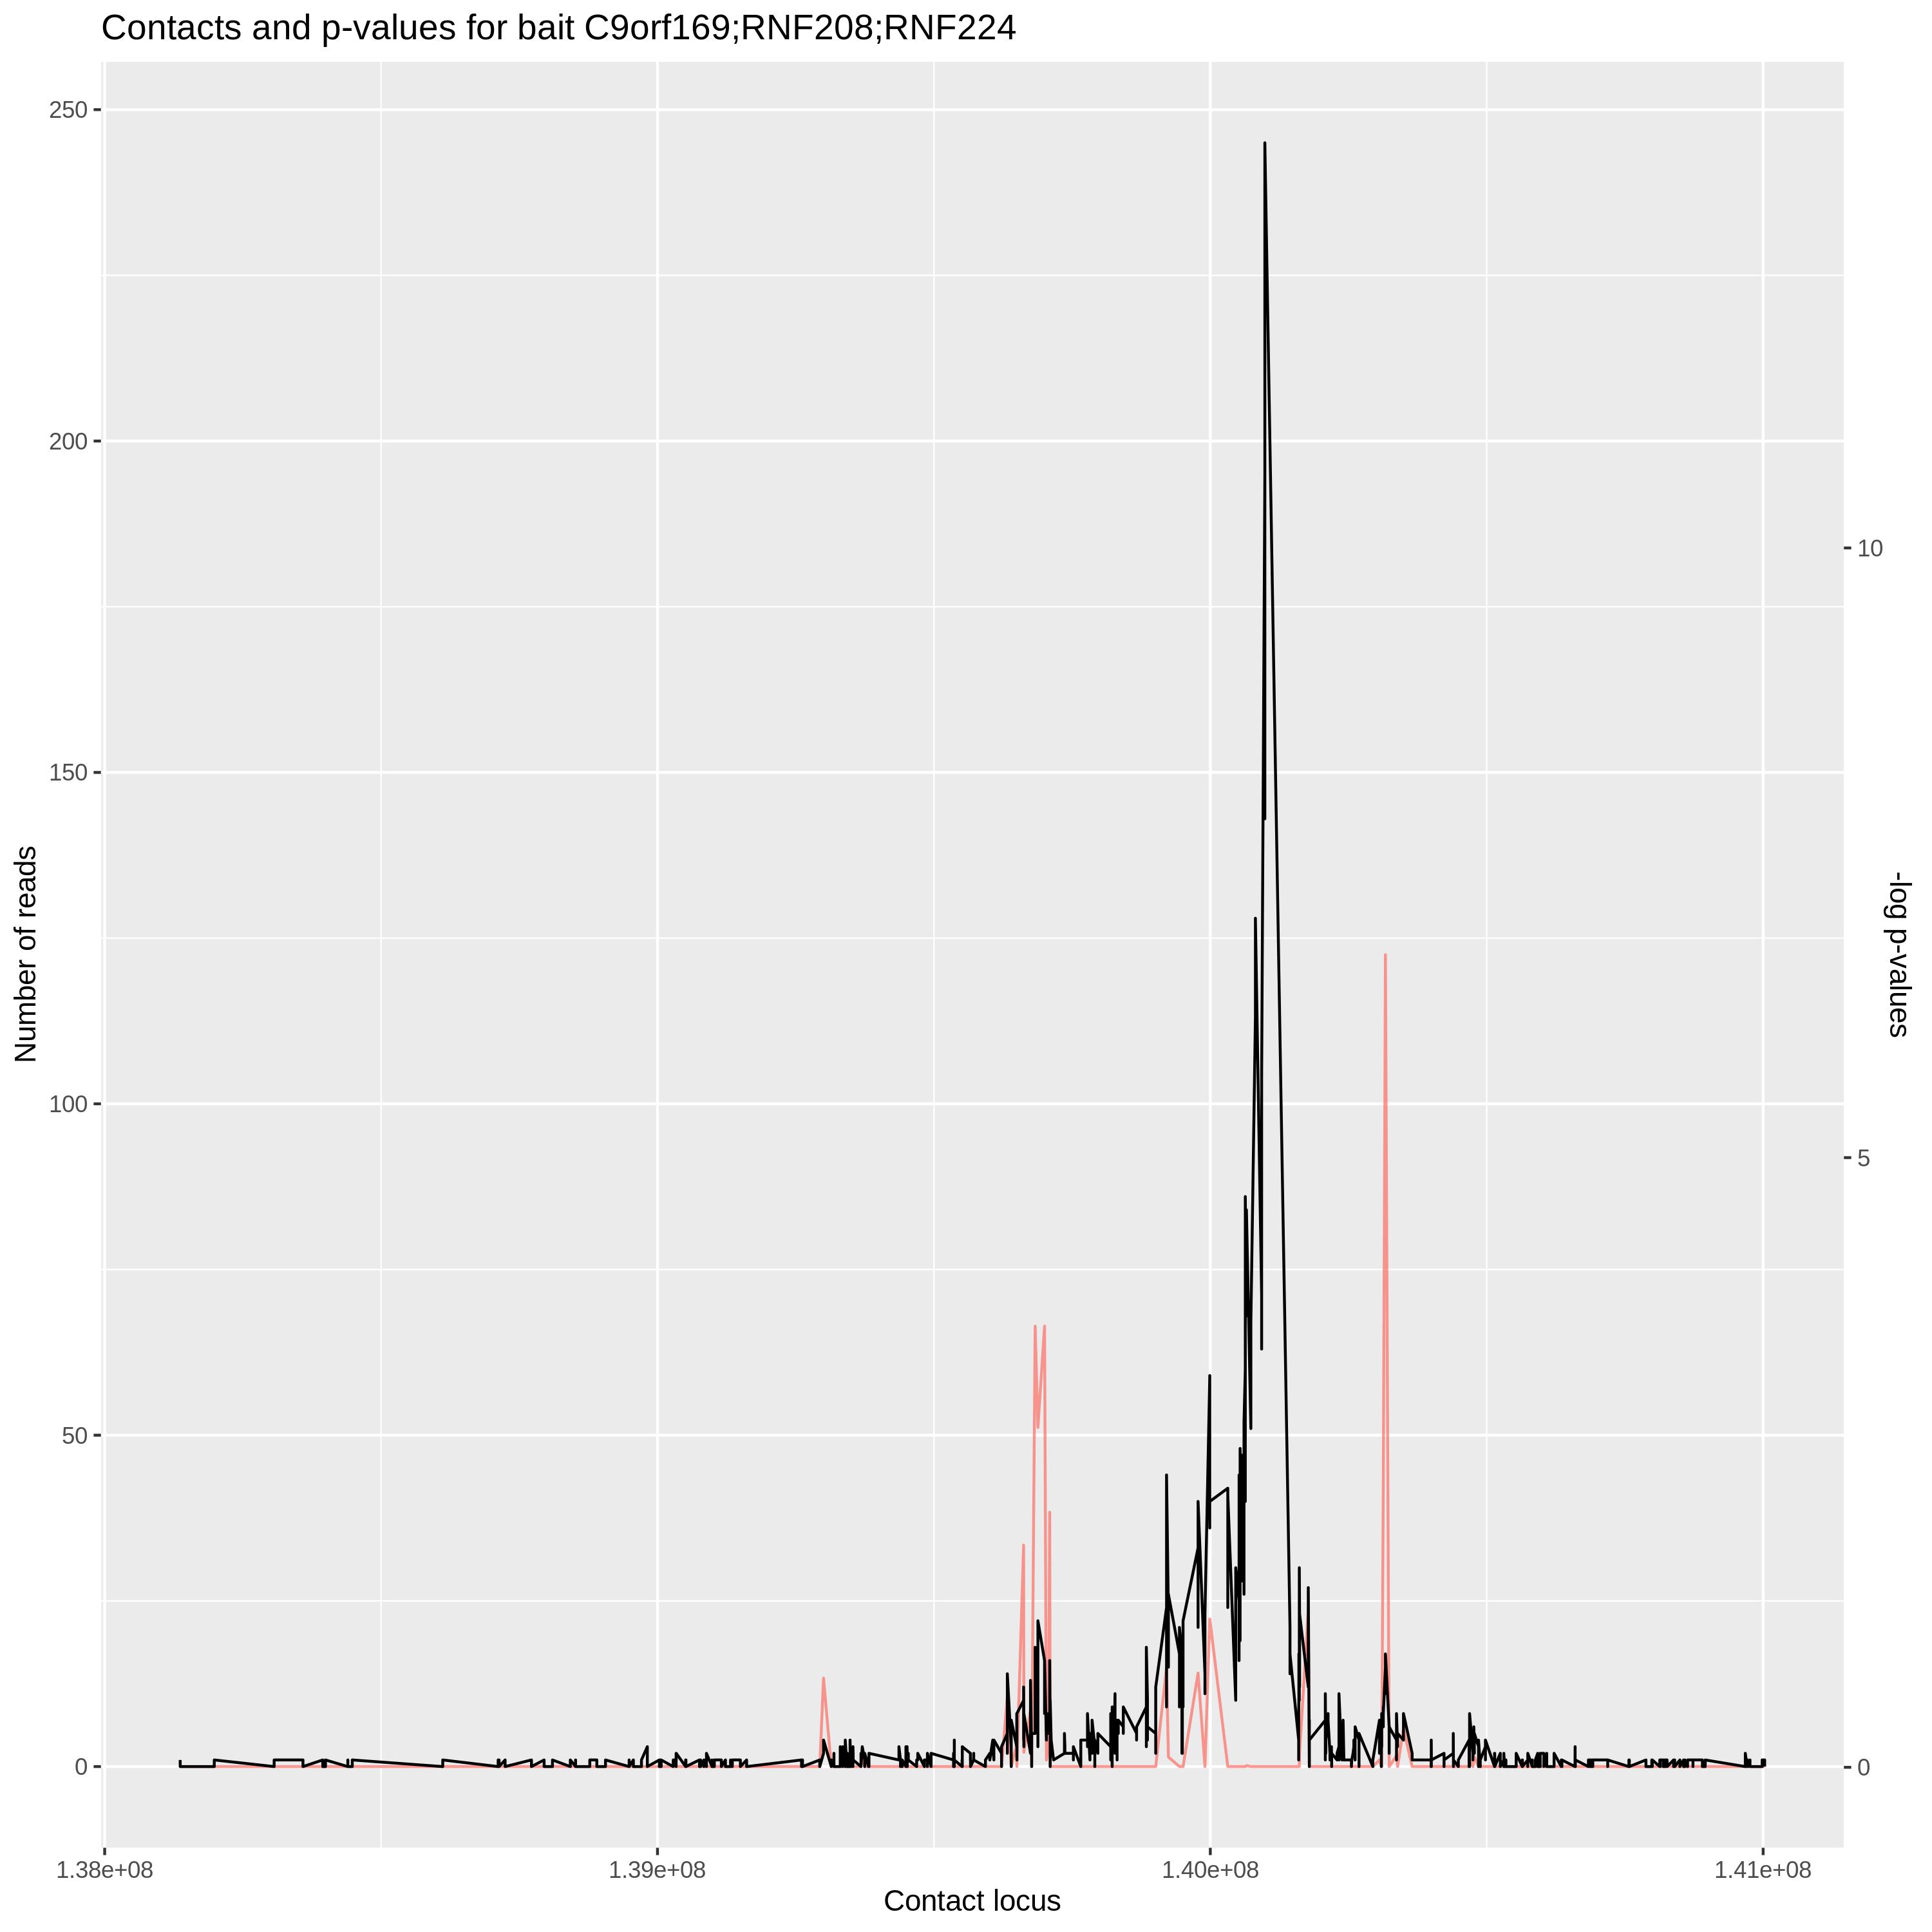 Contacts and p-values for bait C9orf169;RNF208;RNF224
250
200
150
100
50
0
Number of reads
10
5
0
-log p-values
1.38e+08
1.39e+08
1.40e+08
1.41e+08
Contact locus